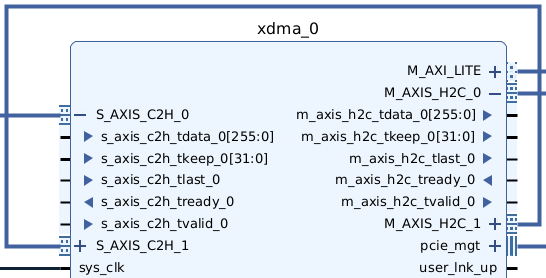 xdma_0
M_AXI_LITE
M_AXIS_H2C_0
S_AXIS_C2H_0
m_axis_h2c_tdata_0[255:0]
s_axis_c2h_tdata_0[255:0]
m_axis_h2c_tkeep_0[31:0]
s_axis_c2h_tkeep_0[31:0]
m_axis_h2c_tlast_0
s_axis_c2h_tlast_0
m_axis_h2c_tready_0
s_axis_c2h_tready_0
m_axis_h2c_tvalid_0
s_axis_c2h_tvalid_0
M_AXIS_H2C_1
S_AXIS_C2H_1
pcie_mgt
sys_clk
user_lnk_up